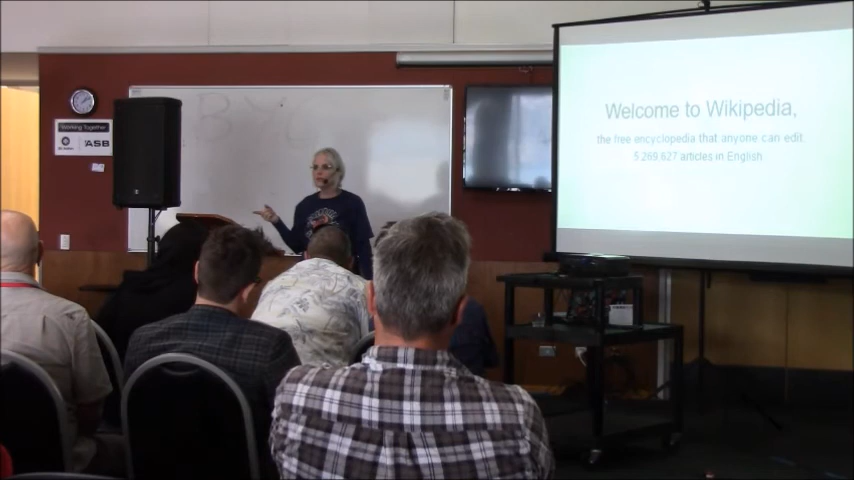 Working Together
ASB
Welcome to Wikipedia,
the free encyclopedia that anyone can edit
5,269,627 articles in English